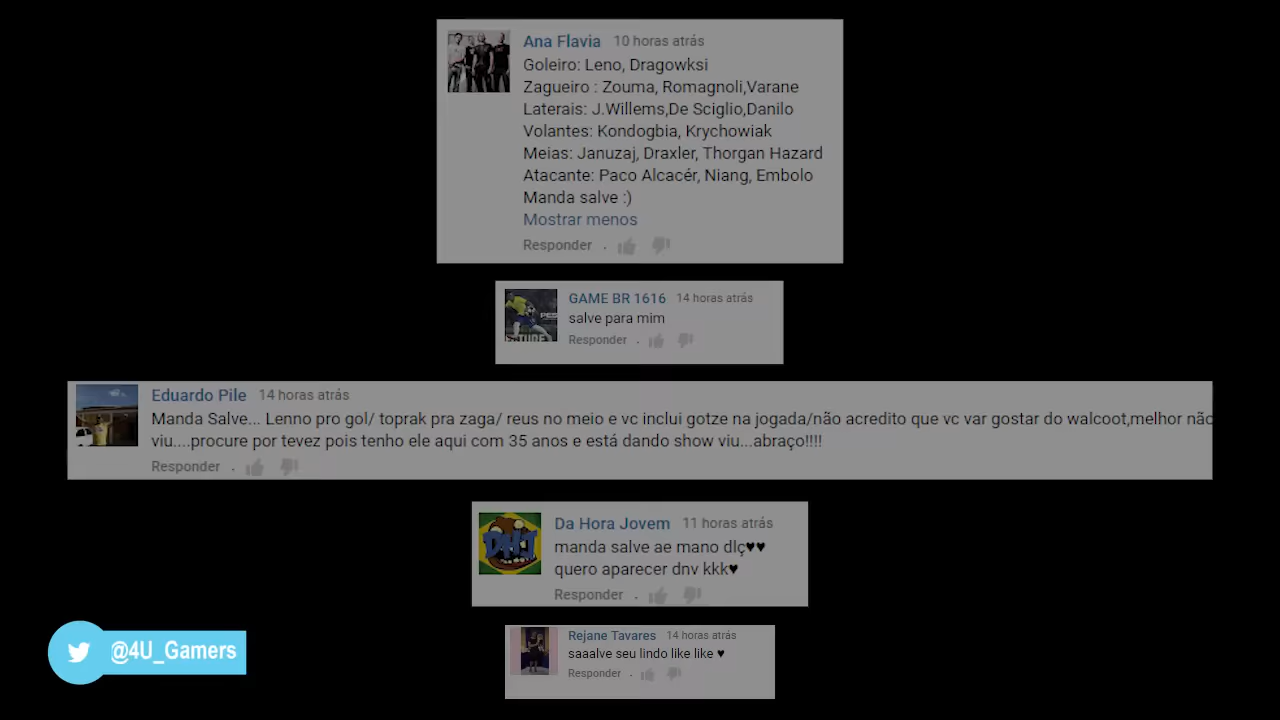 Ana Flavia 10 horas atrás
Goleiro: Leno, Dragowksi
Zagueiro : Zouma, Romagnoli,Varane
Laterais: J.Willems,De Sciglio,Danilo
Volantes: Kondogbia, Krychowiak
Meias: Januzaj, Draxler, Thorgan Hazard
Atacante: Paco Alcacér, Niang, Embolo
Manda salve :)
Mostrar menos
Responder .
GAME BR 1616 14 horas atrás
salve para mim
Responder .
Eduardo Pile 14 horas atrás
Manda Salve... Lenno pro gol/ toprak pra zaga/ reus no meio e vc inclui gotze na jogada/não acredito que vc var gostar do walcoot,melhor não
viu....procure por tevez pois tenho ele aqui com 35 anos e está dando show viu...abraço!!!!
Responder .
Da Hora Jovem 11 horas atrás
DHJ
manda salve ae mano dlç♥♥
quero aparecer dnv kkk♥
Responder .
Rejane Tavares 14 horas atrás
saaalve seu lindo like like ♥
Responder .
@4U_Gamers